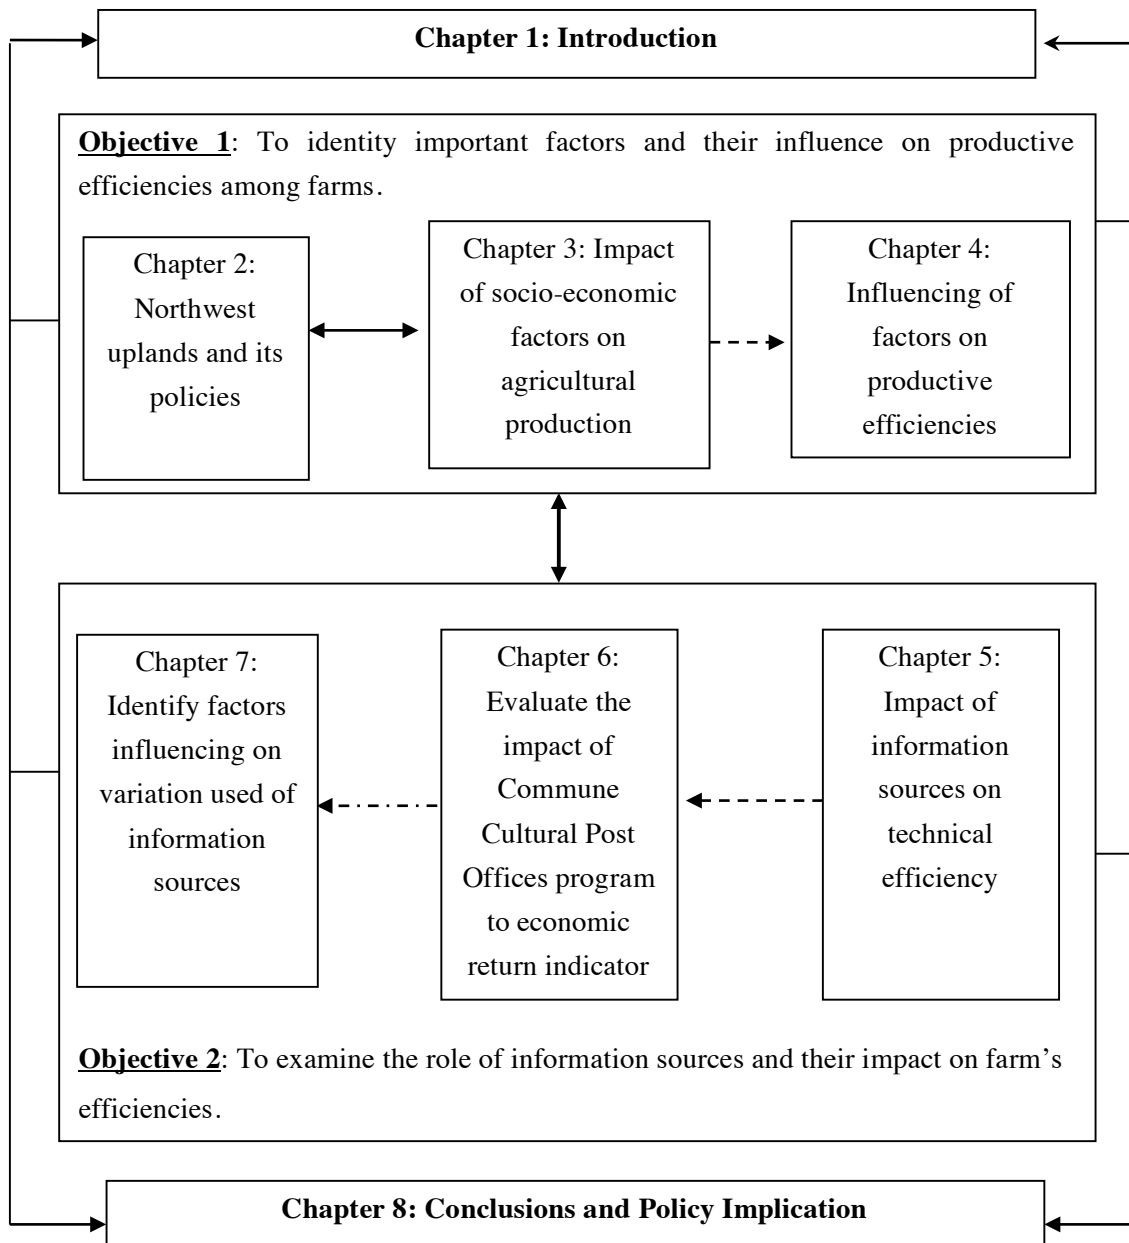 Chapter 1: Introduction
Objective 1: To identity important factors and their influence on productive
efficiencies among farms.
Chapter 2:
Northwest
uplands and its
policies
Chapter 3: Impact
of socio-economic
factors on
agricultural
production
Chapter 4:
Influencing of
factors on
productive
efficiencies
Chapter 7:
Identify factors
influencing on
variation used of
information
sources
Chapter 6:
Evaluate the
impact of
Commune
Cultural Post
Offices program
to economic
return indicator
Chapter 5:
Impact of
information
sources on
technical
efficiency
Objective 2: To examine the role of information sources and their impact on farm’s
efficiencies.
Chapter 8: Conclusions and Policy Implication